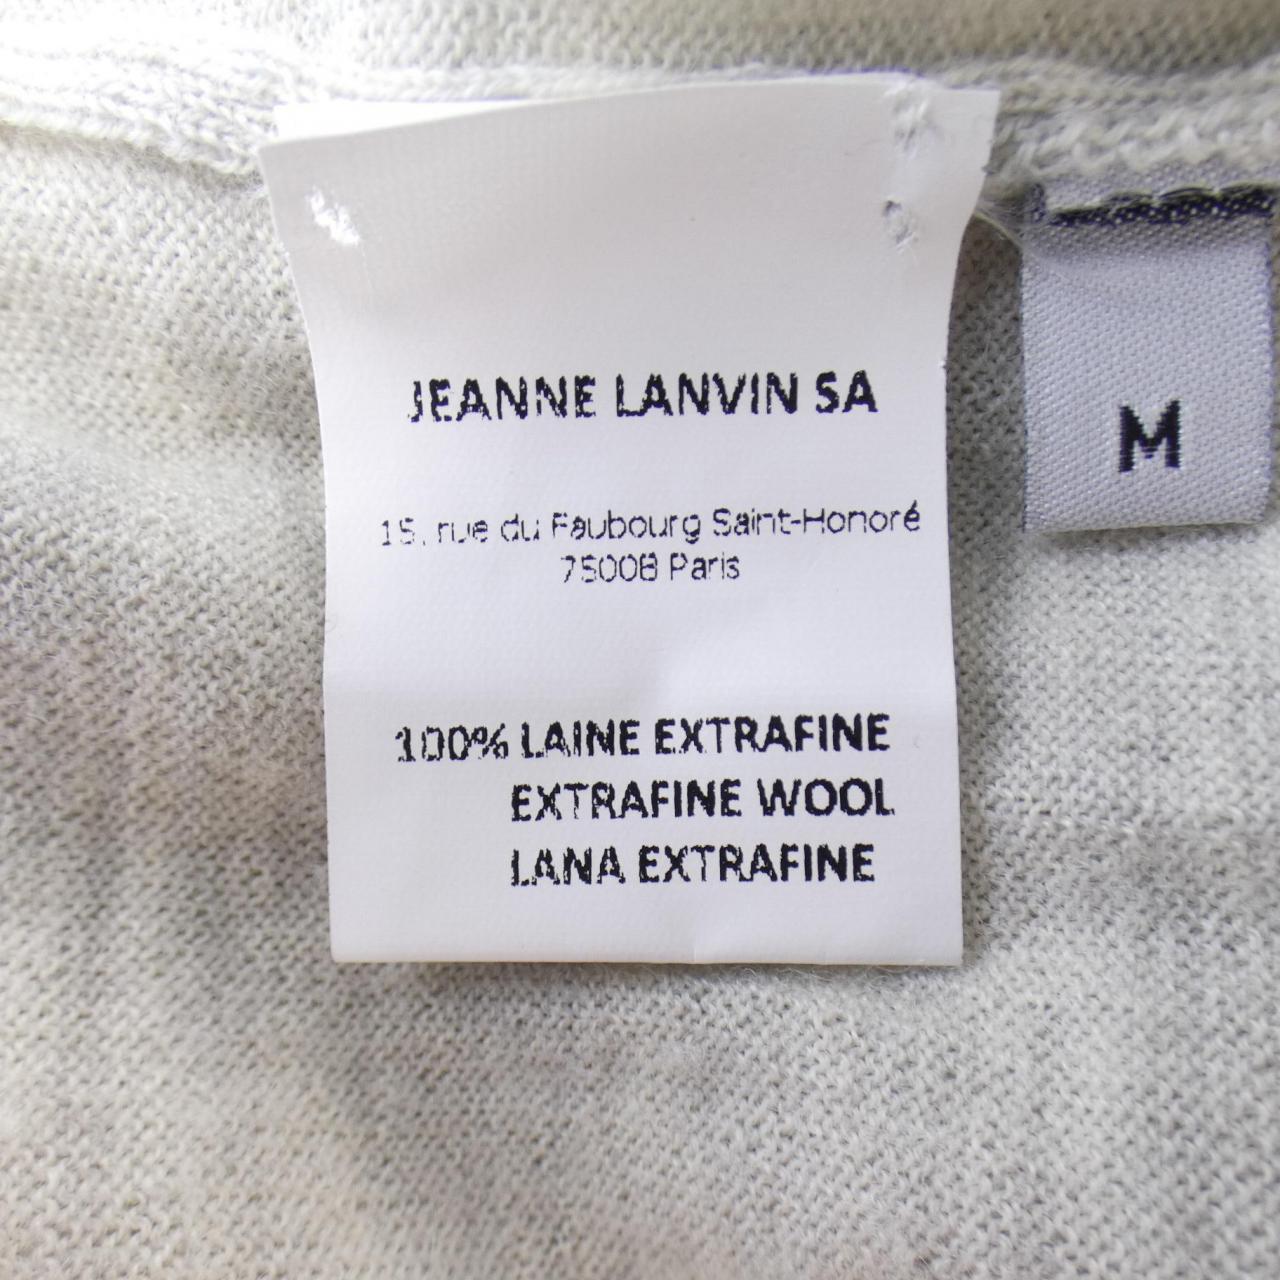 JEANNE LANVIN SA
M
15, rue du Faubourg Saint-Honoré
75008 Paris
100% LAINE EXTRAFINE
EXTRAFINE WOOL
LANA EXTRAFINE